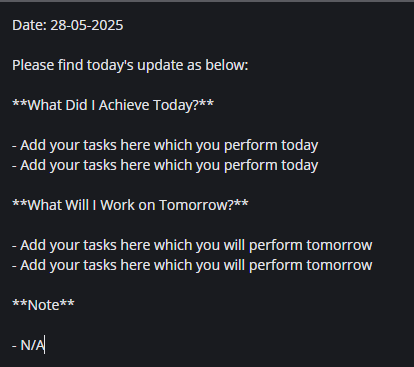 Date: 28-05-2025
Please find today's update as below:
**What Did I Achieve Today?**
- Add your tasks here which you perform today
- Add your tasks here which you perform today
**What Will I Work on Tomorrow?**
- Add your tasks here which you will perform tomorrow
- Add your tasks here which you will perform tomorrow
**Note**
- N/A